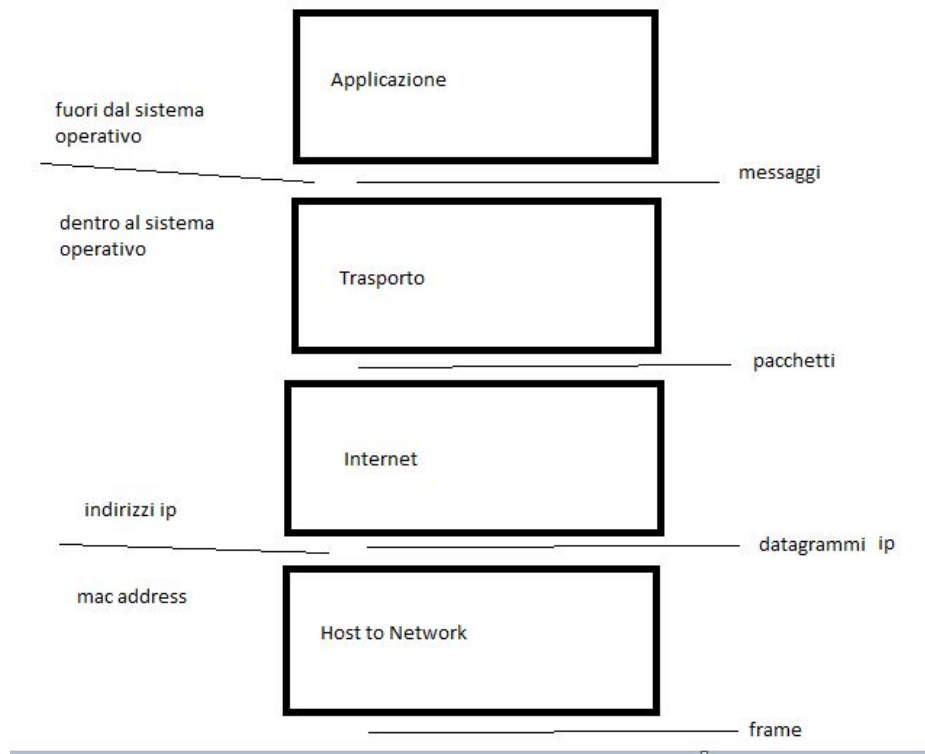 Applicazione
fuori dal sistema
operativo
messaggi
dentro al sistema
operativo
Trasporto
pacchetti
Internet
indirizzi ip
datagrammi ip
mac address
Host to Network
frame